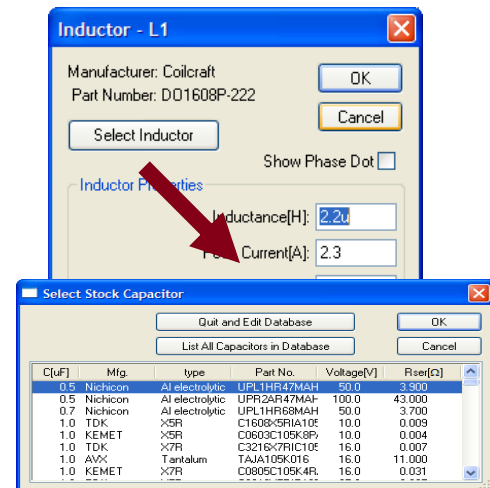 Inductor - L1
Manufacturer: Coilcraft
Part Number: DO1608P-222
OK
Cancel
Select Inductor
Show Phase Dot
Inductor Properties
Inductance[H]: 2.2u
Current[A]: 2.3
Select Stock Capacitor
Quit and Edit Database
OK
List All Capacitors in Database
Cancel
C[uF] Mfg. type Part No. Voltage[V] Rser[Ω]
0.5 Nichicon Al electrolytic UPL1HR47MAH 50.0 3.900
0.5 Nichicon Al electrolytic UPR2AR47MAH 100.0 43.000
0.7 Nichicon Al electrolytic UPL1HR68MAH 50.0 3.700
1.0 TDK X5R C1608X5RIA105 10.0 0.009
1.0 KEMET X5R C0603C105K8P 10.0 0.004
1.0 TDK X7R C3216X7RIC105 16.0 0.007
1.0 AVX Tantalum TAJA105K016 16.0 11.000
1.0 KEMET X7R C0805C105K4R 16.0 0.031